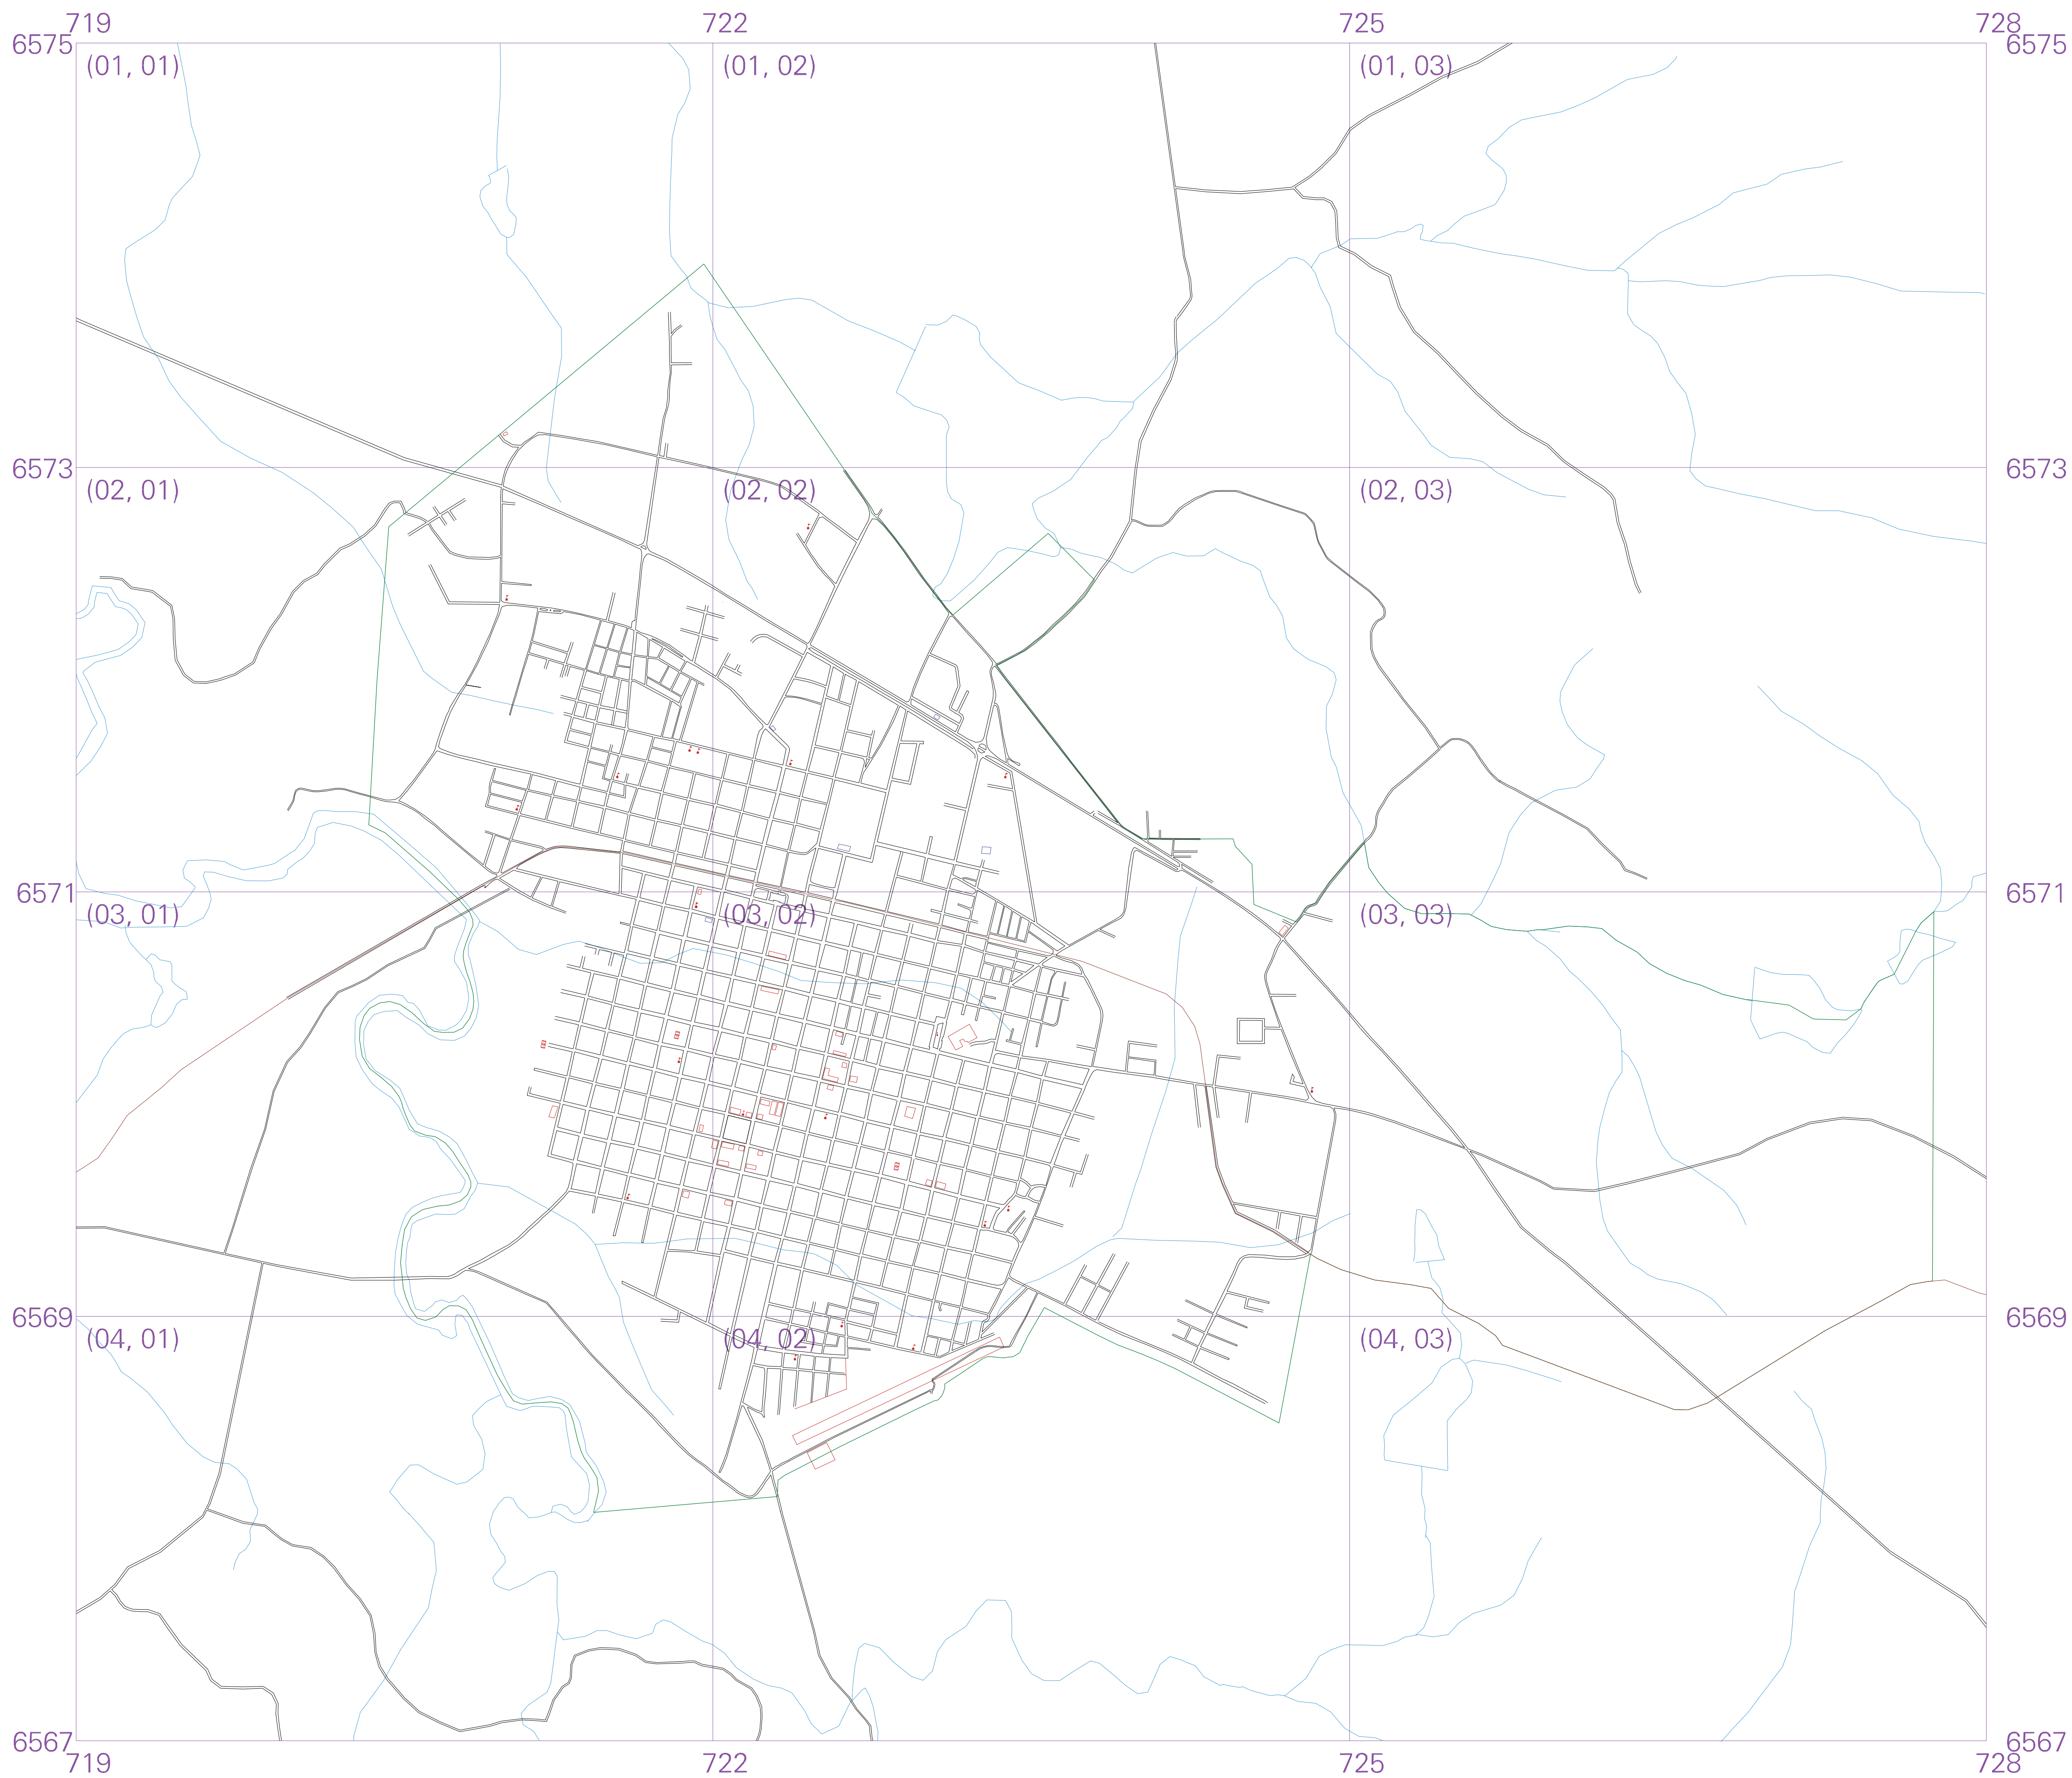 719 722 725 728
6575 6575
(01, 01) (01, 02) (01, 03)
6573 6573
(02, 01) (02, 02) (02, 03)
6571 6571
(03, 01) (03, 02) (03, 03)
6569 6569
(04, 01) (04, 02) (04, 03)
6567 6567
719 722 725 728